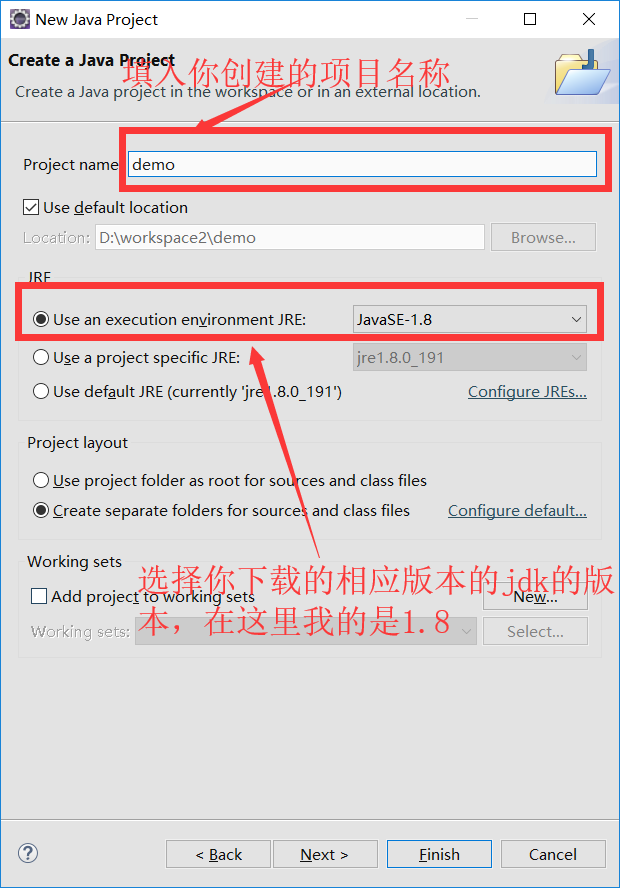 New Java Project
Create a Java Project
填入你创建的项目名称
Create a Java project in the workspace or in an external location.
Project name
demo
Use default location
Location: D:\workspace2\demo Browse...
JRE
Use an execution environment JRE: JavaSE-1.8
Use a project specific JRE: jre1.8.0_191
Use default JRE (currently 'jre1.8.0_191') Configure JREs...
Project layout
Use project folder as root for sources and class files
Create separate folders for sources and class files Configure default...
Working sets
选择你下载的相应版本的jdk的版
Add project to working sets New...
本，在这里我的是1.8
Working sets: Select...
? < Back Next > Finish Cancel